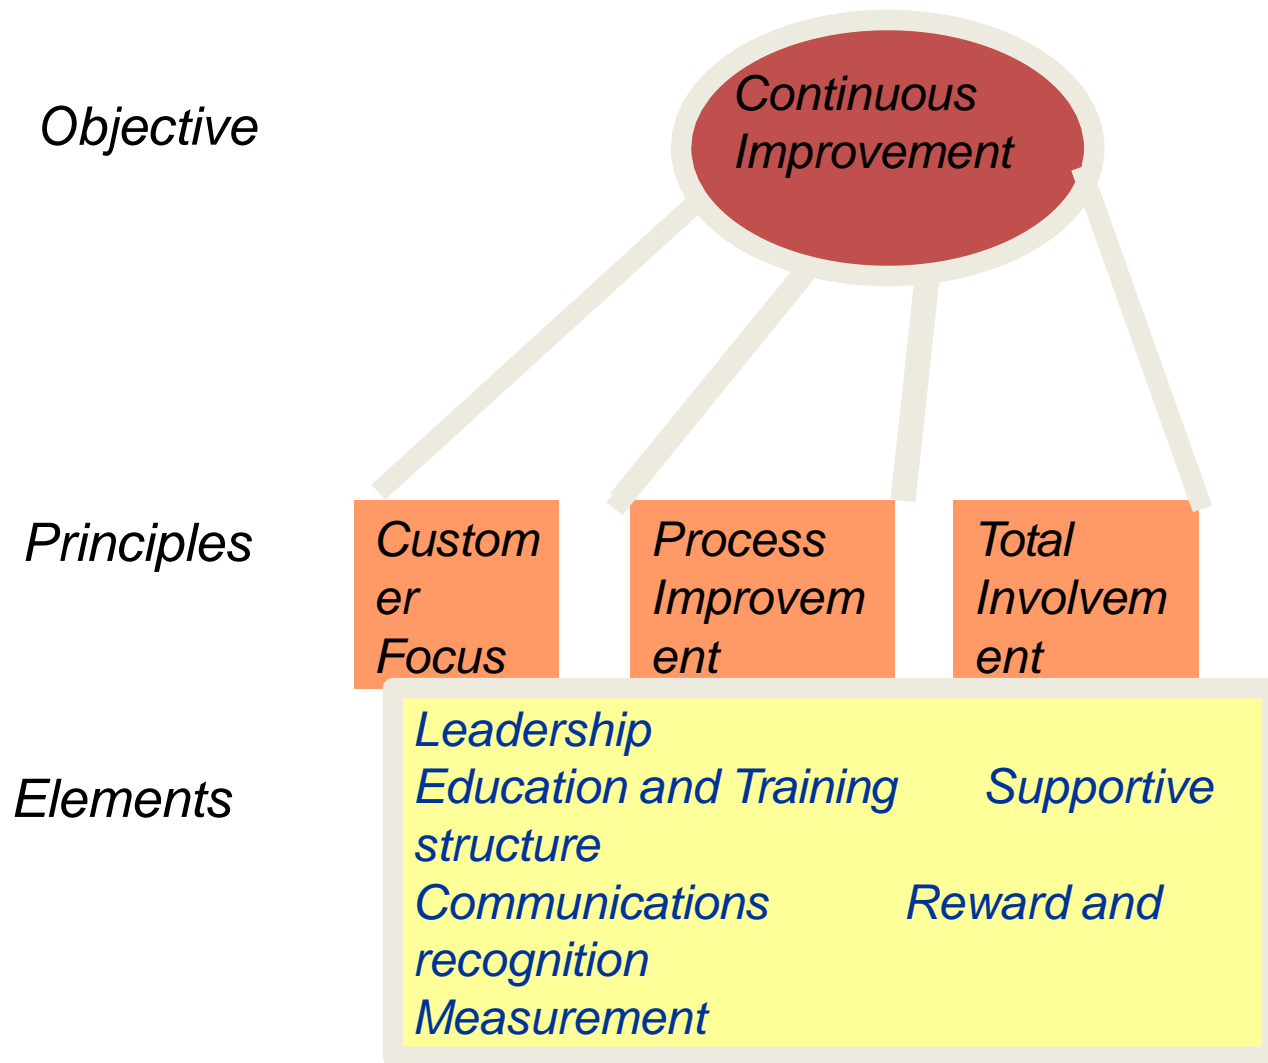 Continuous
Improvement
Objective
Principles
Custom
er
Focus
Process
Improvem
ent
Total
Involvem
ent
Elements
Leadership
Education and Training Supportive
structure
Communications Reward and
recognition
Measurement